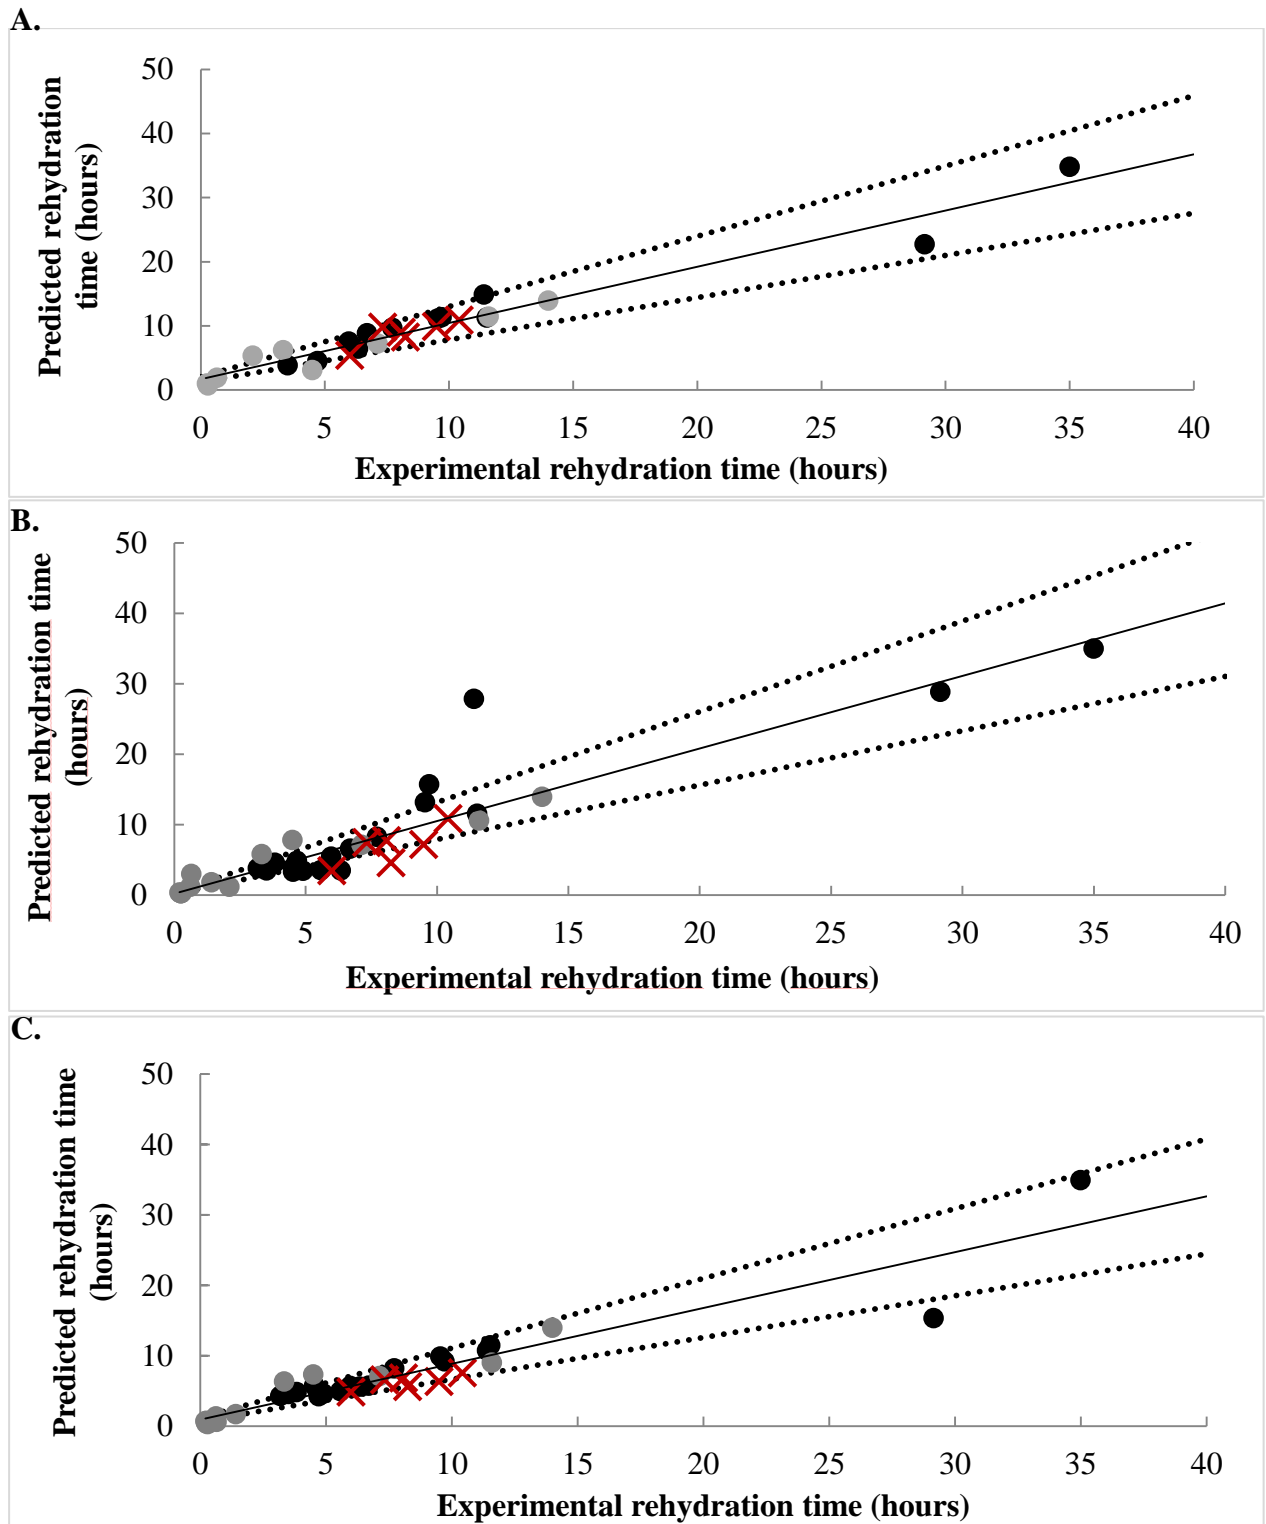 A.
Predicted rehydration
time (hours)
50
40
30
20
10
0
0 5 10 15 20 25 30 35 40
Experimental rehydration time (hours)
B.
Predicted rehydration time
(hours)
50
40
30
20
10
0
0 5 10 15 20 25 30 35 40
Experimental rehydration time (hours)
C.
Predicted rehydration time
(hours)
50
40
30
20
10
0
0 5 10 15 20 25 30 35 40
Experimental rehydration time (hours)